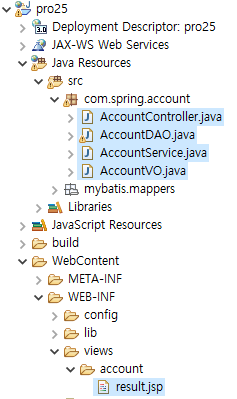 pro25
Deployment Descriptor: pro25
JAX-WS Web Services
Java Resources
src
com.spring.account
AccountController.java
AccountDAO.java
AccountService.java
AccountVO.java
mybatis.mappers
Libraries
JavaScript Resources
build
WebContent
META-INF
WEB-INF
config
lib
views
account
result.jsp